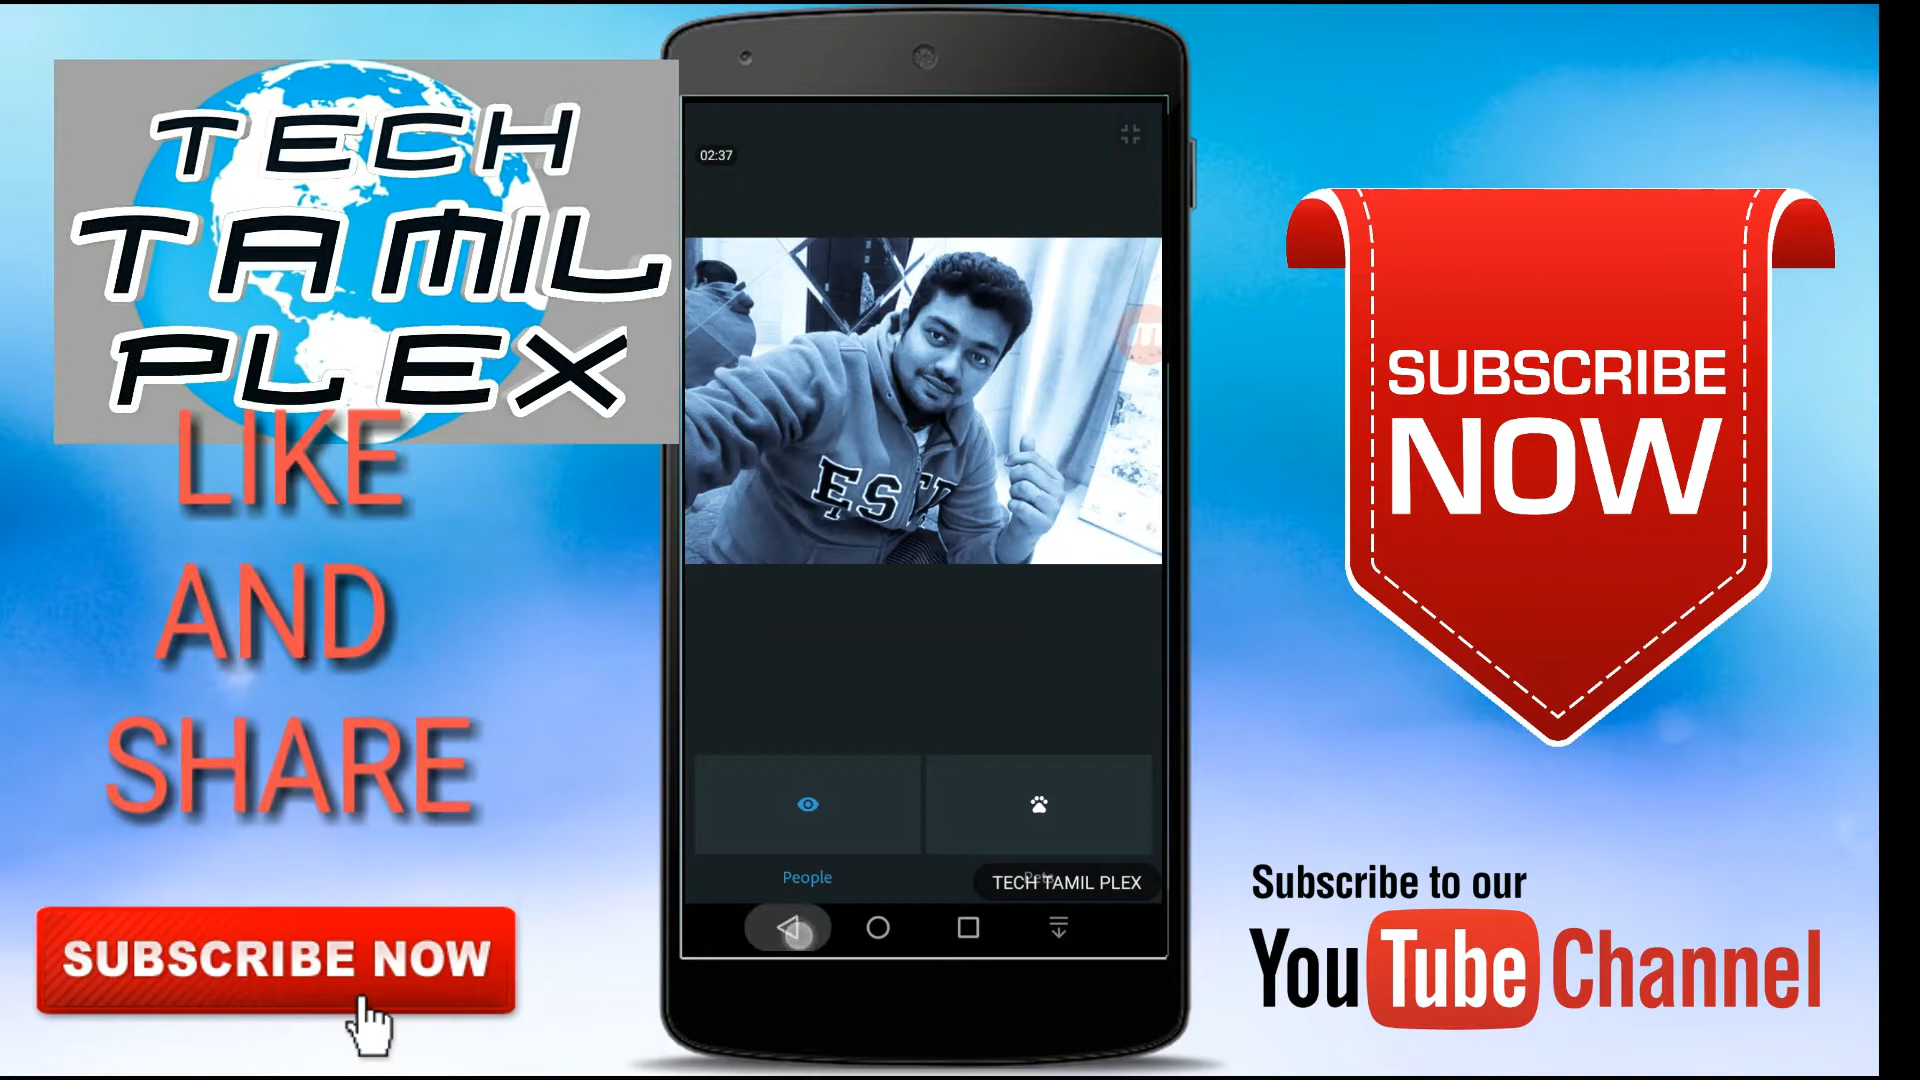 TECH
TAMIL
PLEX
LIKE
AND
SHARE
SUBSCRIBE NOW
02:37
People
TECH TAMIL PLEX
SUBSCRIBE
NOW
Subscribe to our
YouTube Channel